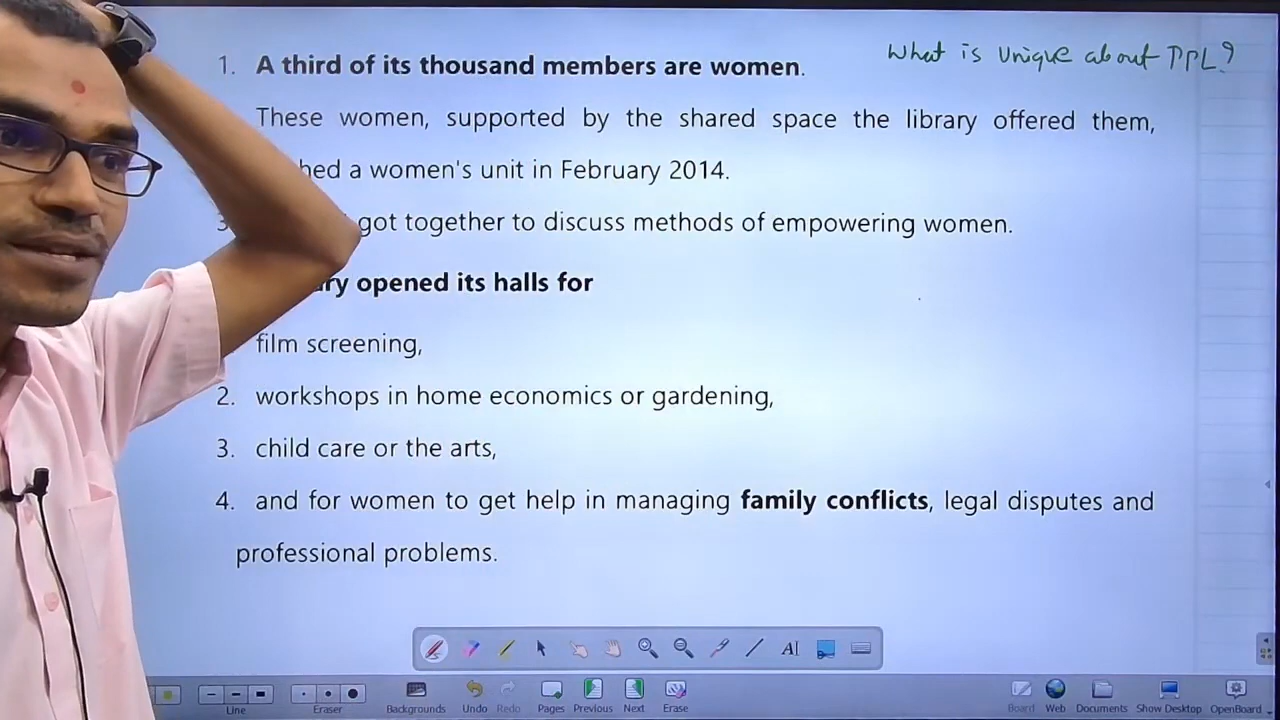 What is unique about PPL?
1. A third of its thousand members are women.
These women, supported by the shared space the library offered them,
a women's unit in February 2014.
got together to discuss methods of empowering women.
opened its halls for
film screening,
2. workshops in home economics or gardening,
3. child care or the arts,
4. and for women to get help in managing family conflicts, legal disputes and
professional problems.
Line Eraser Backgrounds Undo Redo Pages Previous Next Erase Board Web Documents Show Desktop OpenBoard